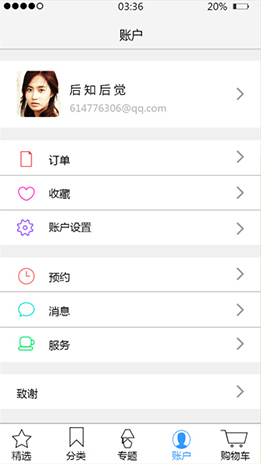 03:36 20%
账户
后知后觉
614776306@qq.com
订单
收藏
账户设置
预约
消息
服务
致谢
精选 分类 专题 账户 购物车